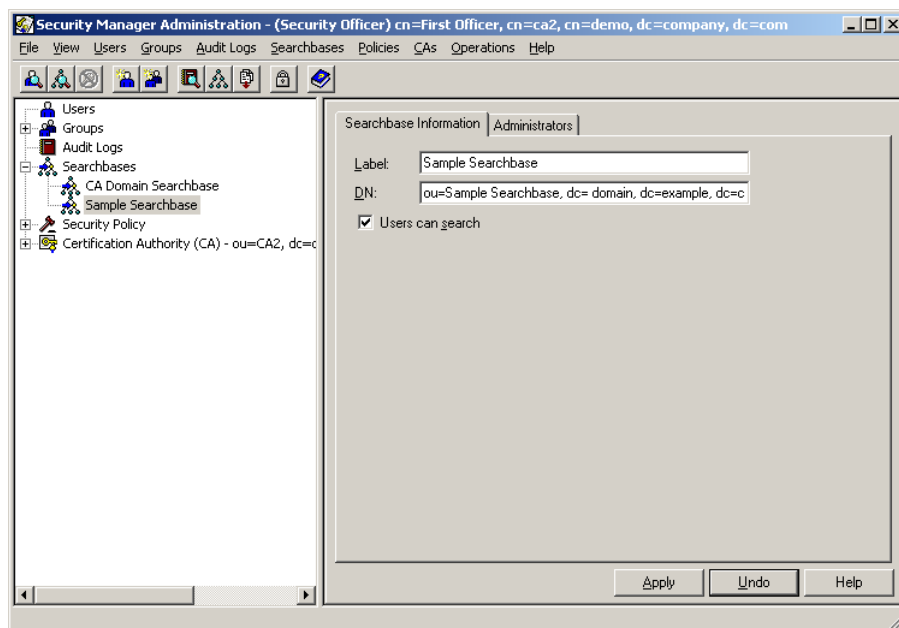 Security Manager Administration - (Security Officer) cn=First Officer, cn=ca2, cn=demo, dc=company, dc=com
File View Users Groups Audit Logs Searchbases Policies CAs Operations Help
Users
Groups
Audit Logs
Searchbases
CA Domain Searchbase
Sample Searchbase
Security Policy
Certification Authority (CA) - ou=CA2, dc=c
Searchbase Information Administrators
Label: Sample Searchbase
DN: ou=Sample Searchbase, dc= domain, dc=example, dc=c
Users can search
Apply Undo Help